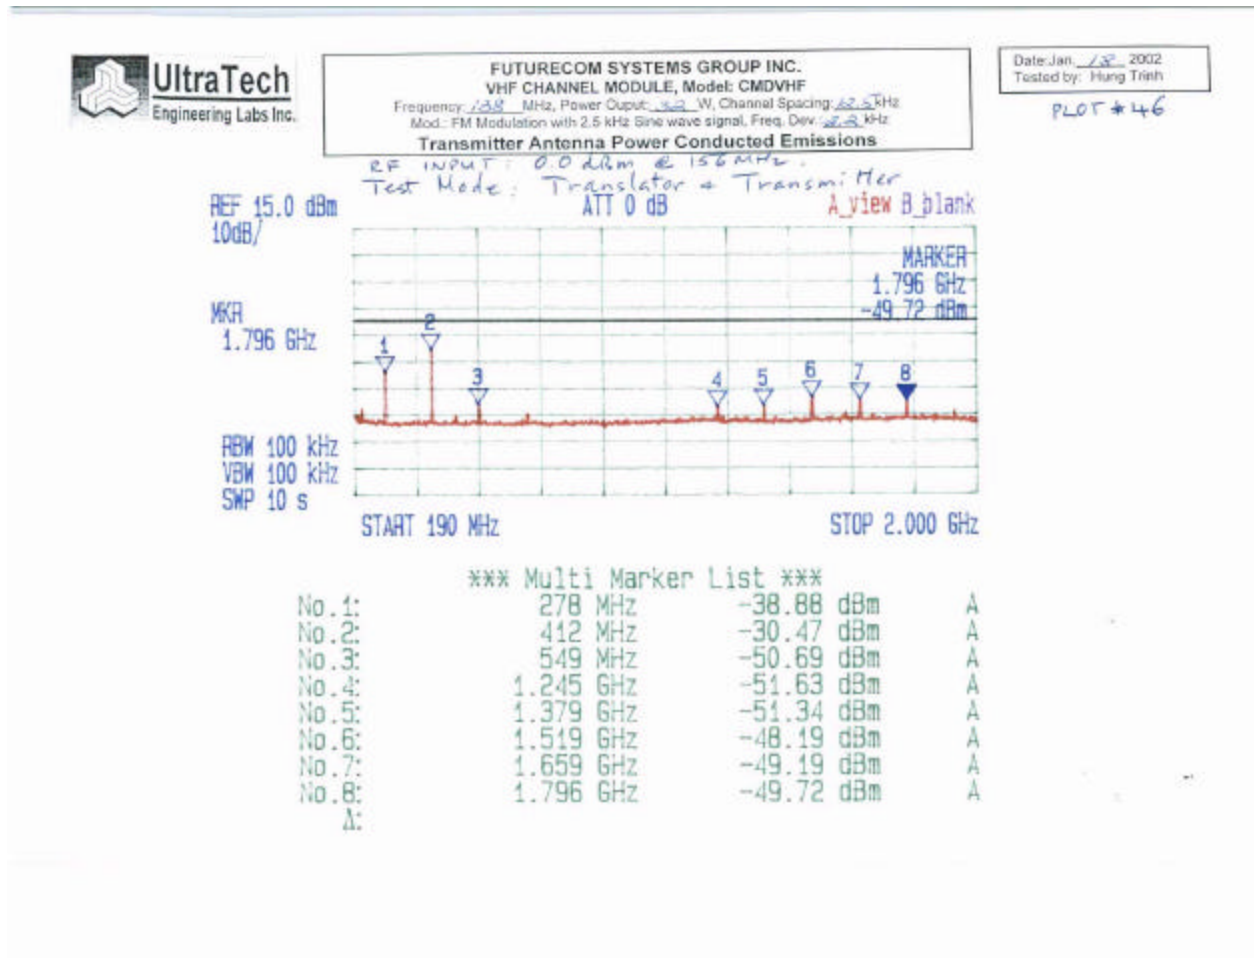 UltraTech
Engineering Labs Inc.
FUTURECOM SYSTEMS GROUP INC.
VHF CHANNEL MODULE, Model: CMDVHF
Frequency: 138 MHz, Power Ouput: 32 W, Channel Spacing: 12.5 kHz
Mod.: FM Modulation with 2.5 kHz Sine wave signal, Freq. Dev.: 2.2 kHz
Transmitter Antenna Power Conducted Emissions
Date: Jan. 18 2002
Tested by: Hung Trinh
PLOT # 46
RF INPUT: 0.0 dBm @ 156 MHz.
Test Mode: Translator & Transmitter
REF 15.0 dBm
ATT 0 dB
A_view B_blank
10dB/
MARKER
1.796 GHz
-49.72 dBm
MKR
1.796 GHz
1 2 3 4 5 6 7 8
RBW 100 kHz
VBW 100 kHz
SWP 10 s
START 190 MHz
STOP 2.000 GHz
*** Multi Marker List ***
No.1: 278 MHz -38.88 dBm A
No.2: 412 MHz -30.47 dBm A
No.3: 549 MHz -50.69 dBm A
No.4: 1.245 GHz -51.63 dBm A
No.5: 1.379 GHz -51.34 dBm A
No.6: 1.519 GHz -48.19 dBm A
No.7: 1.659 GHz -49.19 dBm A
No.8: 1.796 GHz -49.72 dBm A
Δ: